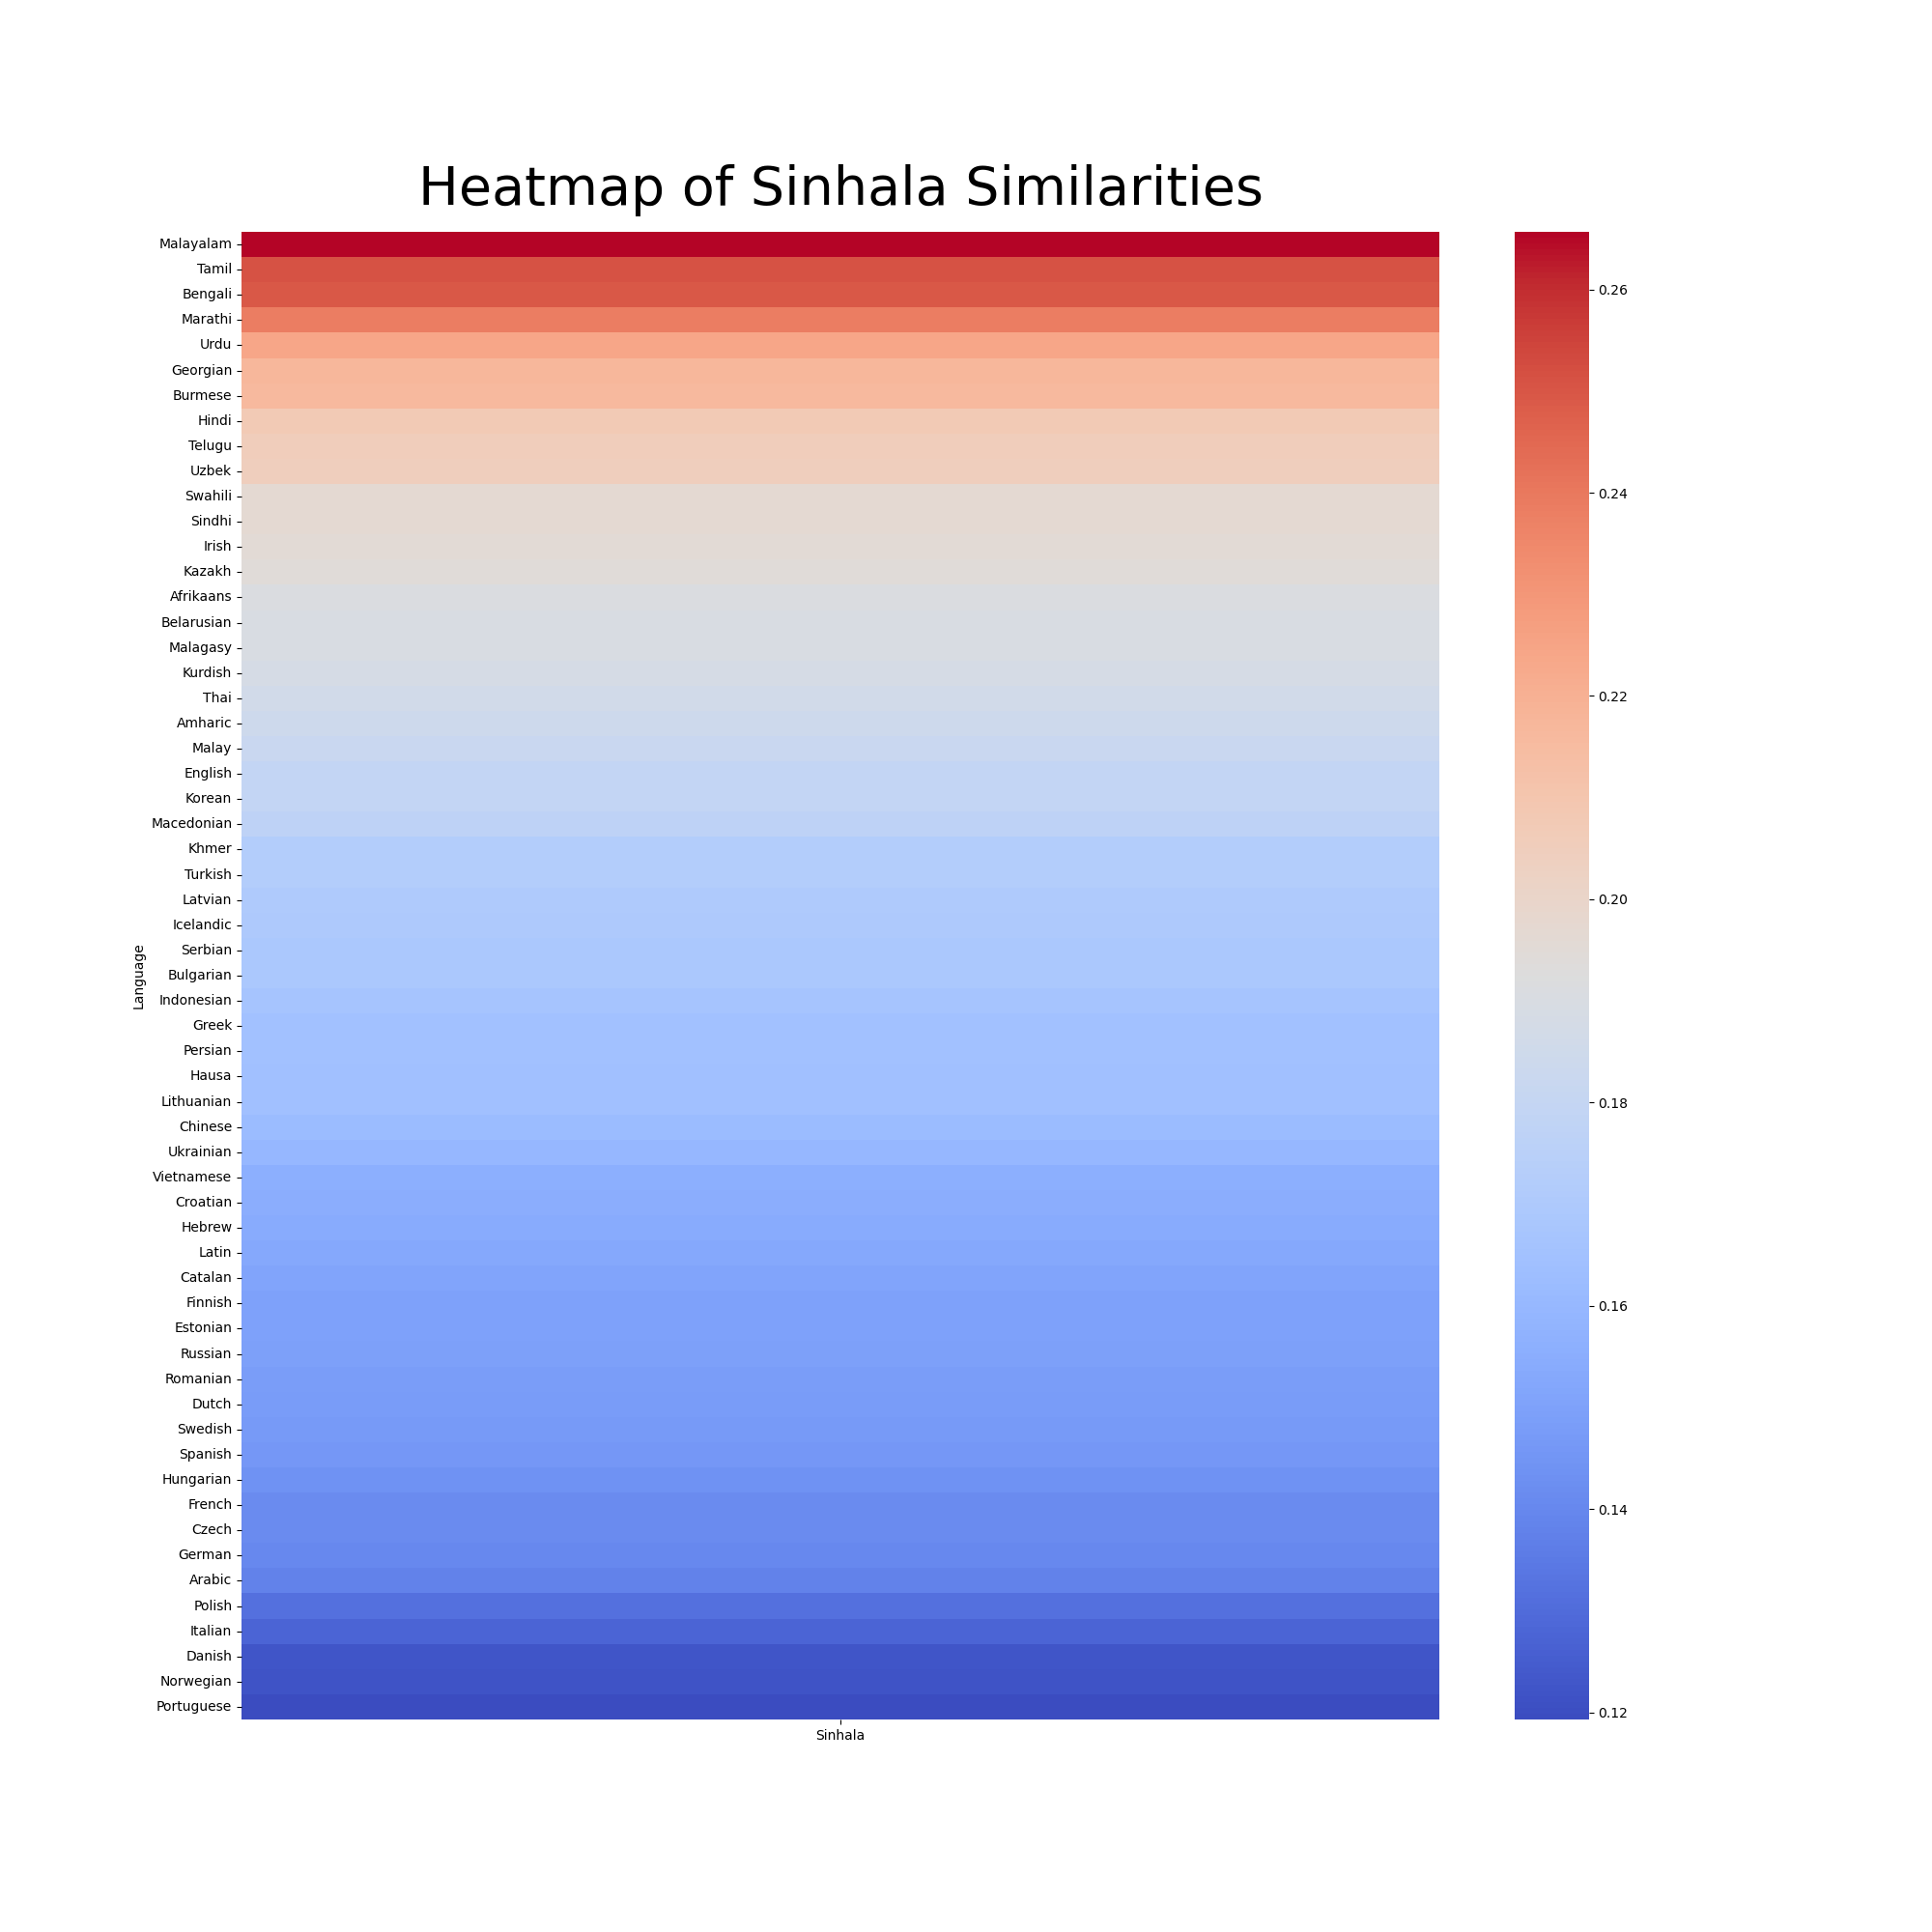 Heatmap of Sinhala Similarities
Malayalam
Tamil
Bengali
Marathi
Urdu
Georgian
Burmese
Hindi
Telugu
Uzbek
Swahili
Sindhi
Irish
Kazakh
Afrikaans
Belarusian
Malagasy
Kurdish
Thai
Amharic
Malay
English
Korean
Macedonian
Khmer
Turkish
Latvian
Icelandic
Serbian
Bulgarian
Indonesian
Greek
Persian
Hausa
Lithuanian
Chinese
Ukrainian
Vietnamese
Croatian
Hebrew
Latin
Catalan
Finnish
Estonian
Russian
Romanian
Dutch
Swedish
Spanish
Hungarian
French
Czech
German
Arabic
Polish
Italian
Danish
Norwegian
Portuguese
Language
Sinhala
0.26
0.24
0.22
0.20
0.18
0.16
0.14
0.12